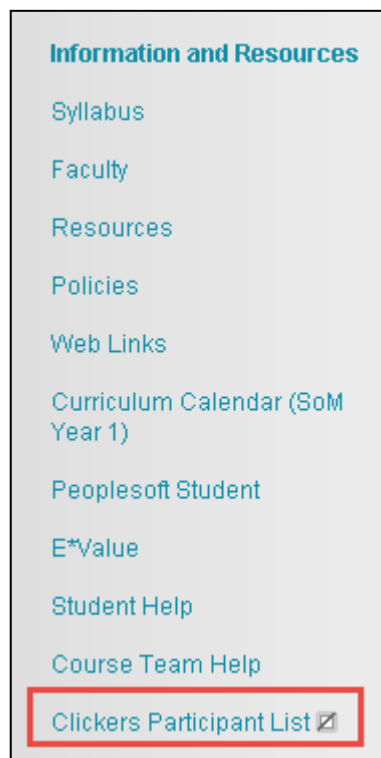 Information and Resources
Syllabus
Faculty
Resources
Policies
Web Links
Curriculum Calendar (SoM
Year 1)
Peoplesoft Student
E*Value
Student Help
Course Team Help
Clickers Participant List